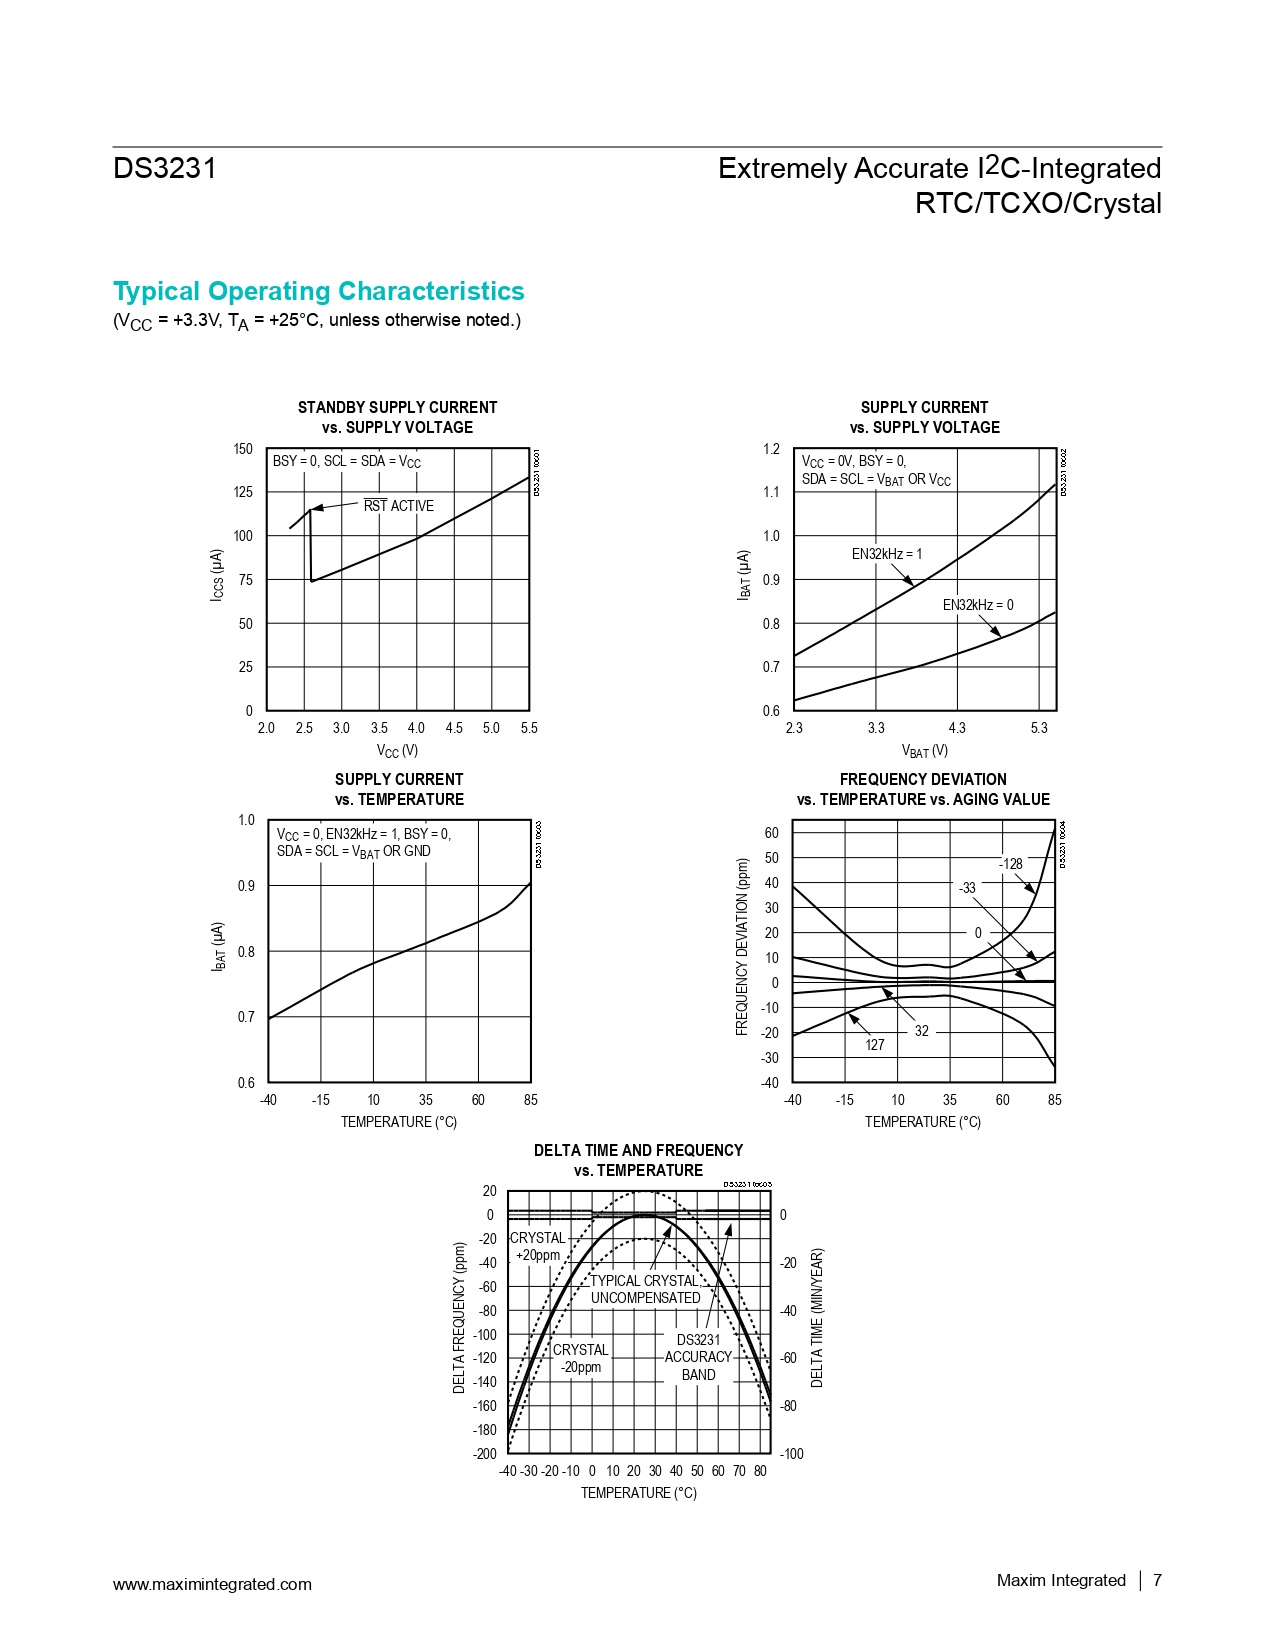 DS3231
Extremely Accurate I2C-Integrated
RTC/TCXO/Crystal
Typical Operating Characteristics
(VCC = +3.3V, TA = +25°C, unless otherwise noted.)
STANDBY SUPPLY CURRENT
vs. SUPPLY VOLTAGE
DS3231 toc01
BSY = 0, SCL = SDA = VCC
RST ACTIVE
ICCS (µA)
150
125
100
75
50
25
0
2.0 2.5 3.0 3.5 4.0 4.5 5.0 5.5
VCC (V)
SUPPLY CURRENT
vs. SUPPLY VOLTAGE
DS3231 toc02
VCC = 0V, BSY = 0,
SDA = SCL = VBAT OR VCC
EN32kHz = 1
EN32kHz = 0
IBAT (µA)
1.2
1.1
1.0
0.9
0.8
0.7
0.6
2.3 3.3 4.3 5.3
VBAT (V)
SUPPLY CURRENT
vs. TEMPERATURE
DS3231 toc03
VCC = 0, EN32kHz = 1, BSY = 0,
SDA = SCL = VBAT OR GND
IBAT (µA)
1.0
0.9
0.8
0.7
0.6
-40 -15 10 35 60 85
TEMPERATURE (°C)
FREQUENCY DEVIATION
vs. TEMPERATURE vs. AGING VALUE
DS3231 toc04
-128
-33
0
32
127
FREQUENCY DEVIATION (ppm)
60
50
40
30
20
10
0
-10
-20
-30
-40
-40 -15 10 35 60 85
TEMPERATURE (°C)
DELTA TIME AND FREQUENCY
vs. TEMPERATURE
DS3231 toc05
CRYSTAL
+20ppm
TYPICAL CRYSTAL,
UNCOMPENSATED
CRYSTAL
-20ppm
DS3231
ACCURACY
BAND
DELTA FREQUENCY (ppm)
20
0
-20
-40
-60
-80
-100
-120
-140
-160
-180
-200
DELTA TIME (MIN/YEAR)
0
-20
-40
-60
-80
-100
-40 -30 -20 -10 0 10 20 30 40 50 60 70 80
TEMPERATURE (°C)
www.maximintegrated.com
Maxim Integrated | 7